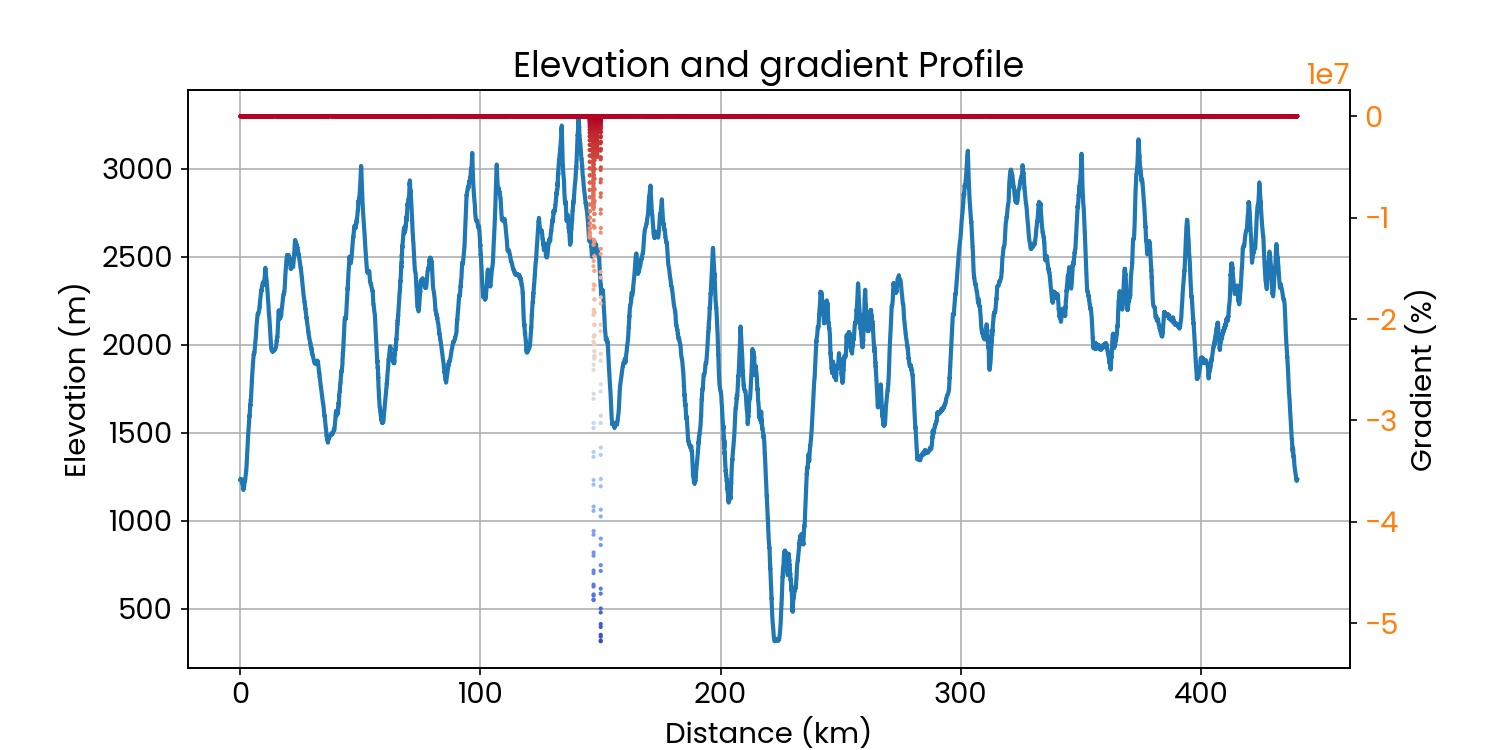 Elevation and gradient Profile
1e7
Elevation (m)
3000
2500
2000
1500
1000
500
0
−1
−2
−3
−4
−5
Gradient (%)
0 100 200 300 400
Distance (km)